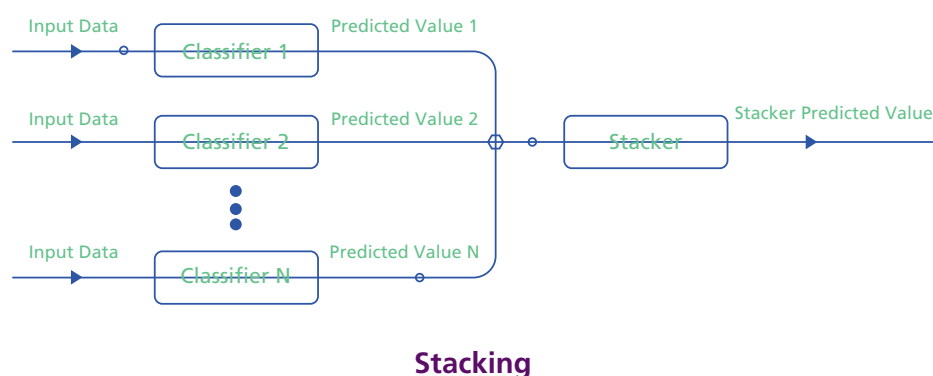 Input Data
Classifier 1
Predicted Value 1
Input Data
Classifier 2
Predicted Value 2
Stacker
Stacker Predicted Value
Input Data
Classifier N
Predicted Value N
Stacking